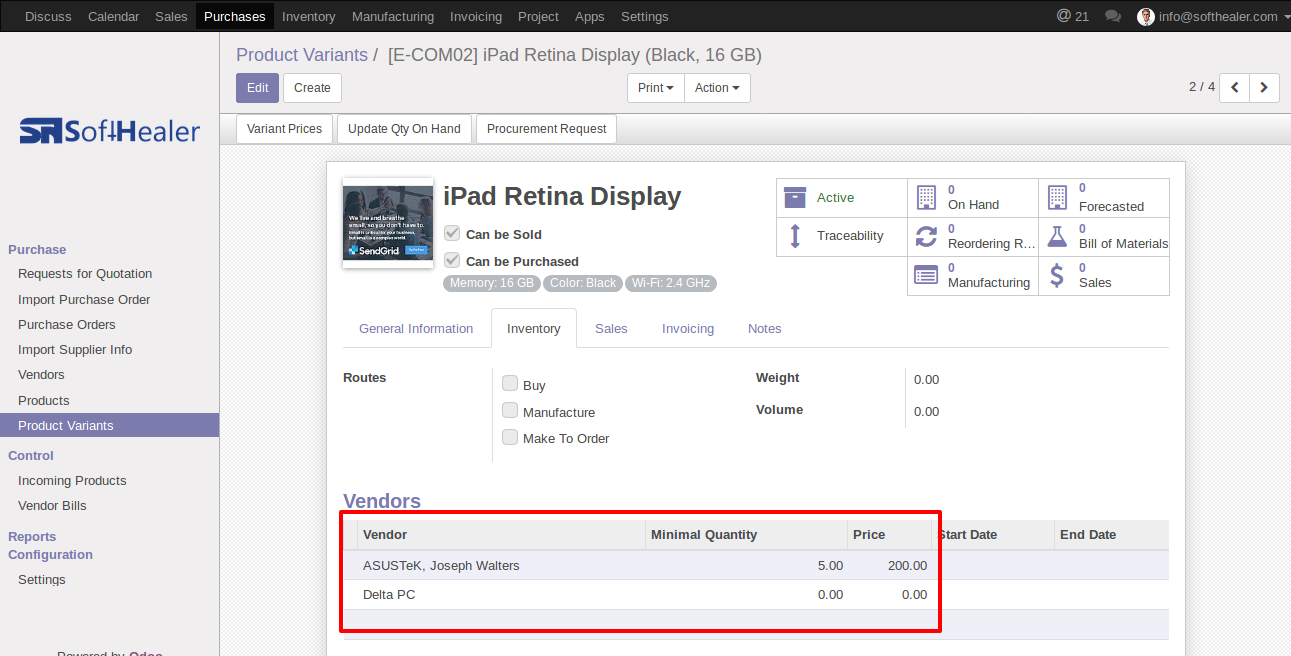 Discuss Calendar Sales Purchases Inventory Manufacturing Invoicing Project Apps Settings @ 21 info@softhealer.com
Product Variants / [E-COM02] iPad Retina Display (Black, 16 GB)
Edit Create Print Action 2 / 4
Variant Prices Update Qty On Hand Procurement Request
SoftHealer
Purchase
Requests for Quotation
Import Purchase Order
Purchase Orders
Import Supplier Info
Vendors
Products
Product Variants
Control
Incoming Products
Vendor Bills
Reports
Configuration
Settings
Powered by Odoo
We live and breathe
email, so you don't have to.
SendGrid
iPad Retina Display
Can be Sold
Can be Purchased
Memory: 16 GB Color: Black Wi-Fi: 2.4 GHz
Active
0
On Hand
0
Forecasted
Traceability
0
Reordering R...
0
Bill of Materials
0
Manufacturing
0
Sales
General Information Inventory Sales Invoicing Notes
Routes
Buy
Manufacture
Make To Order
Weight 0.00
Volume 0.00
Vendors
Vendor Minimal Quantity Price Start Date End Date
ASUSTeK, Joseph Walters 5.00 200.00
Delta PC 0.00 0.00